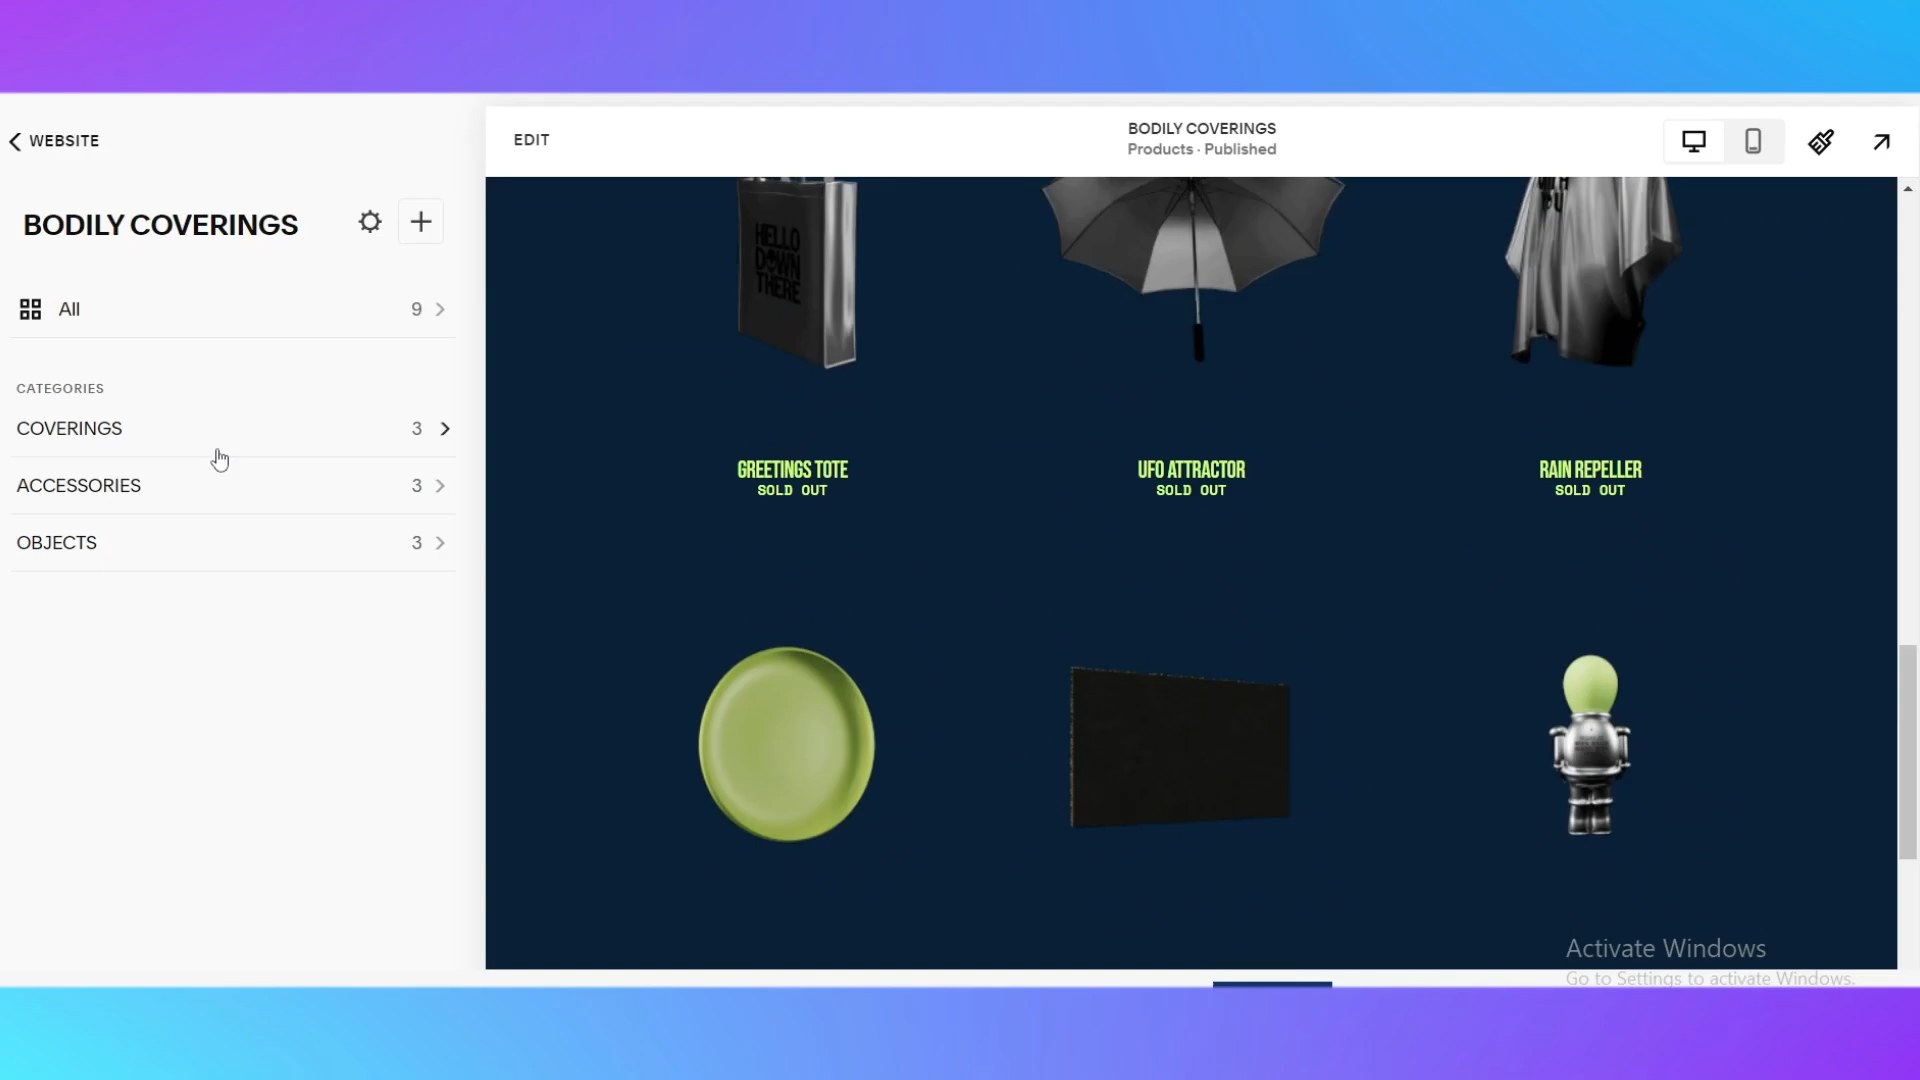 WEBSITE
BODILY COVERINGS
All 9
CATEGORIES
COVERINGS 3
ACCESSORIES 3
OBJECTS 3
EDIT
BODILY COVERINGS
Products · Published
HELLO
DOWN
THERE
GREETINGS TOTE
SOLD OUT
UFO ATTRACTOR
SOLD OUT
RAIN REPELLER
SOLD OUT
Activate Windows
Go to Settings to activate Windows.